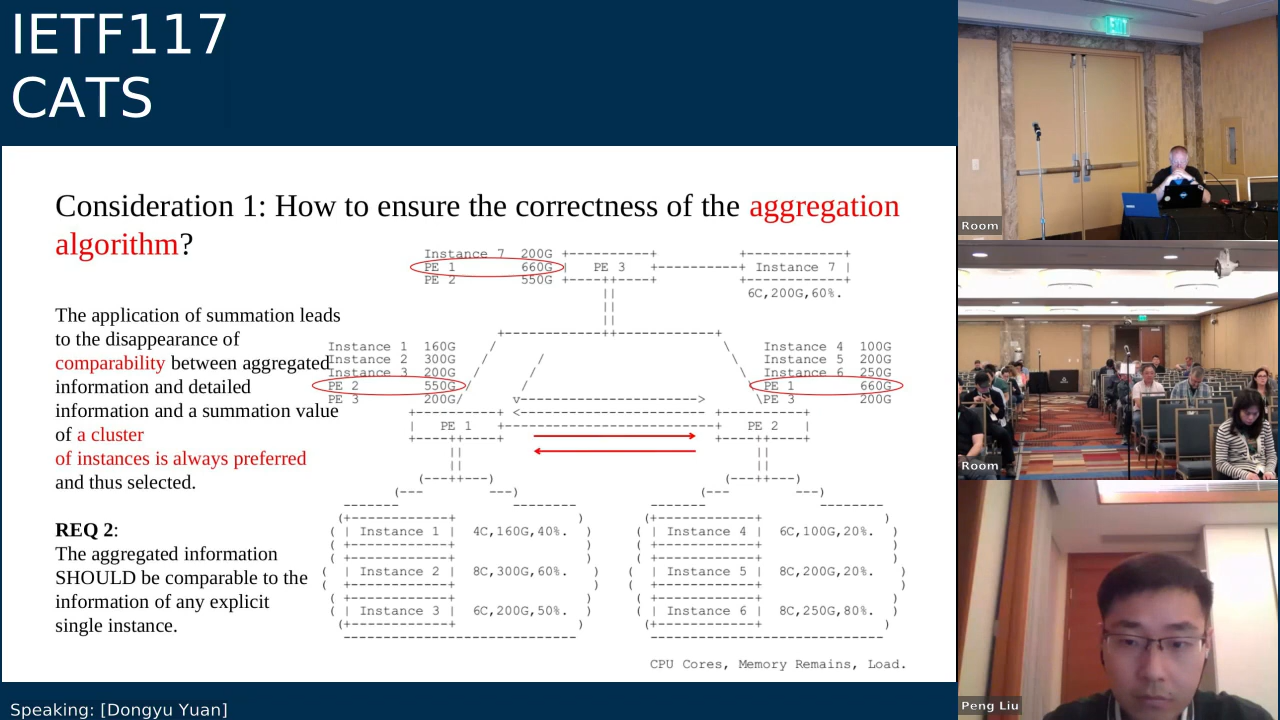 IETF117
CATS
Consideration 1: How to ensure the correctness of the aggregation
algorithm?
The application of summation leads
to the disappearance of
comparability between aggregated
information and detailed
information and a summation value
of a cluster
of instances is always preferred
and thus selected.
REQ 2:
The aggregated information
SHOULD be comparable to the
information of any explicit
single instance.
Instance 7 200G
PE 1 660G
PE 2 550G
PE 3
Instance 7
6C,200G,60%.
Instance 1 160G
Instance 2 300G
Instance 3 200G
PE 2 550G
PE 3 200G
Instance 4 100G
Instance 5 200G
Instance 6 250G
PE 1 660G
PE 3 200G
PE 1
PE 2
Instance 1 4C,160G,40%.
Instance 2 8C,300G,60%.
Instance 3 6C,200G,50%.
Instance 4 6C,100G,20%.
Instance 5 8C,200G,20%.
Instance 6 8C,250G,80%.
CPU Cores, Memory Remains, Load.
Speaking: [Dongyu Yuan]
EXIT
Room
Room
Peng Liu